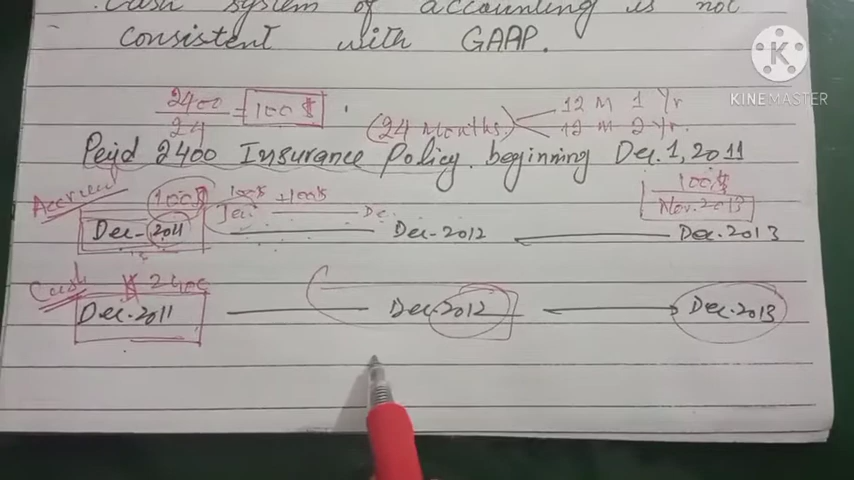 Cash system of accounting is not
consistent with GAAP.
K
KINEMASTER
2400/24 = 100$
(24 Months) 12 M 1 Yr
12 m 2 yr.
Peid 2400 Insurance Policy beginning Dec. 1, 2011
Accrual 100$ 100$ +100$ 100$
Jan De. Nov. 2013
Dec-2011 Dec-2012 Dec.2013
Cash 2400
Dec.2011 Dec.2012 Dec.2013